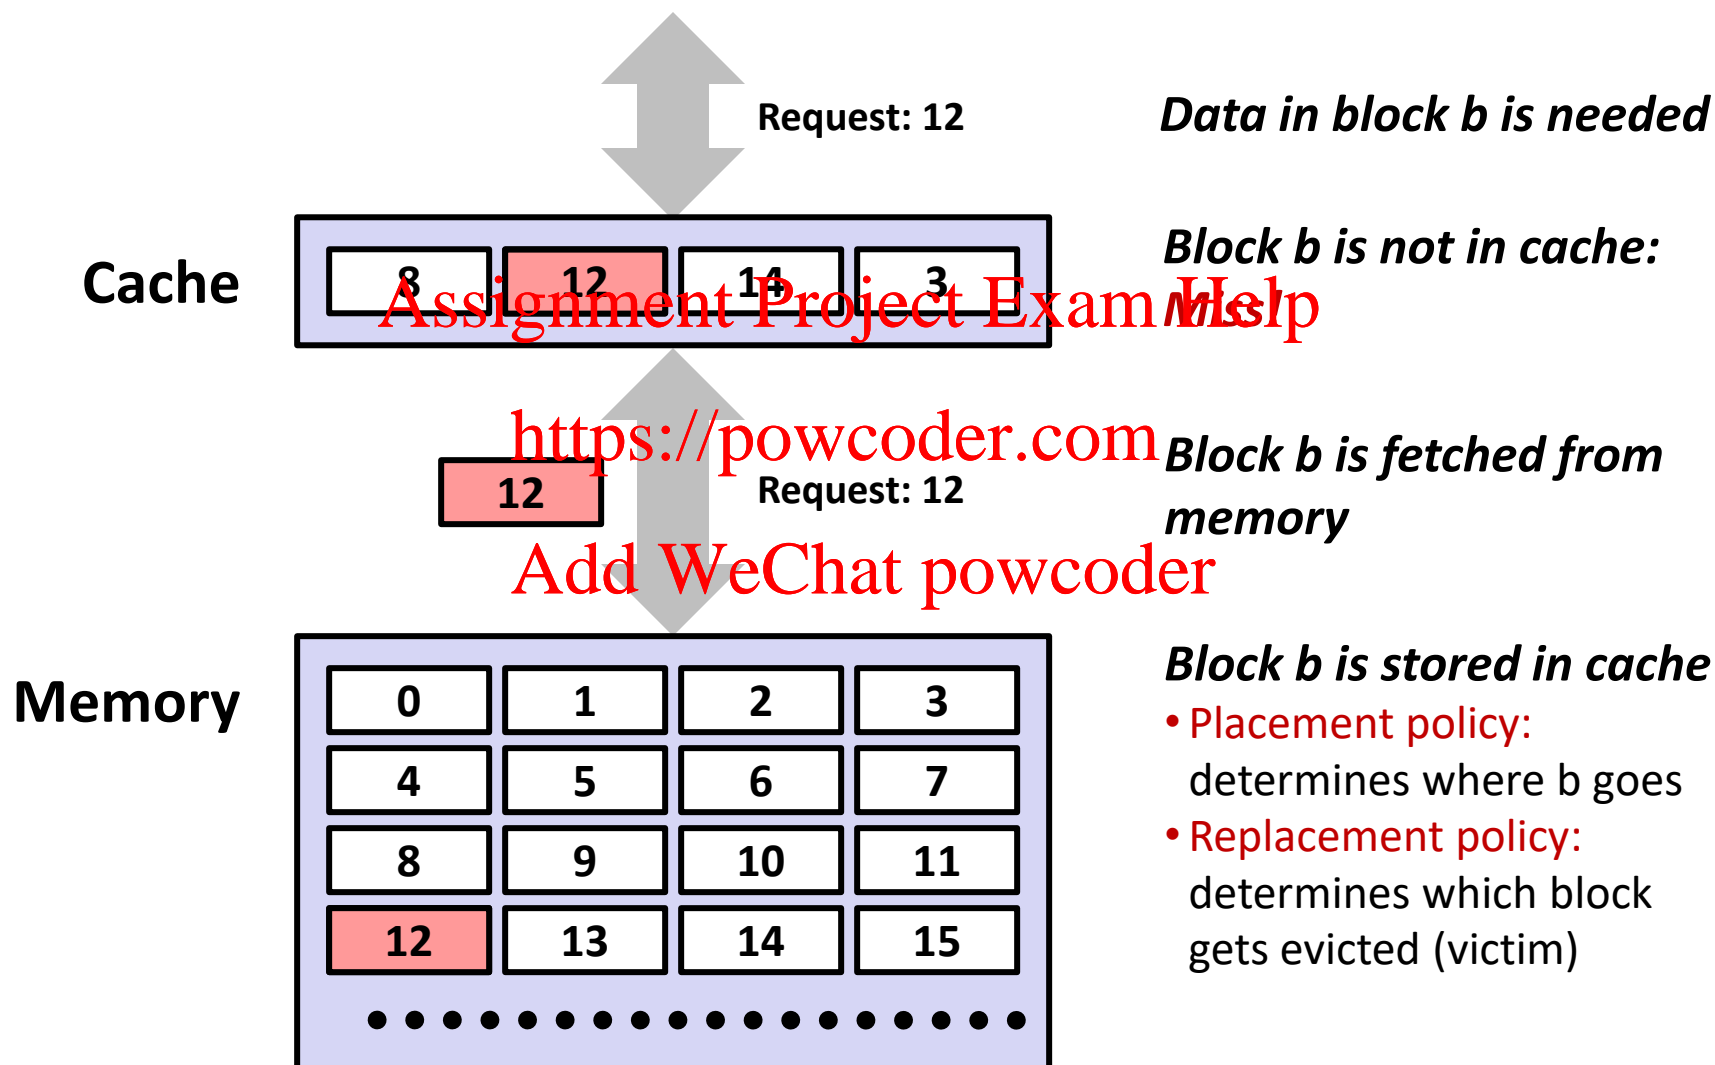 Request: 12
Data in block b is needed
Cache
8 12 14 3
Block b is not in cache:
Miss!
Assignment Project Exam Help
https://powcoder.com
12
Request: 12
Block b is fetched from
memory
Add WeChat powcoder
Memory
0 1 2 3
4 5 6 7
8 9 10 11
12 13 14 15
Block b is stored in cache
• Placement policy:
determines where b goes
• Replacement policy:
determines which block
gets evicted (victim)